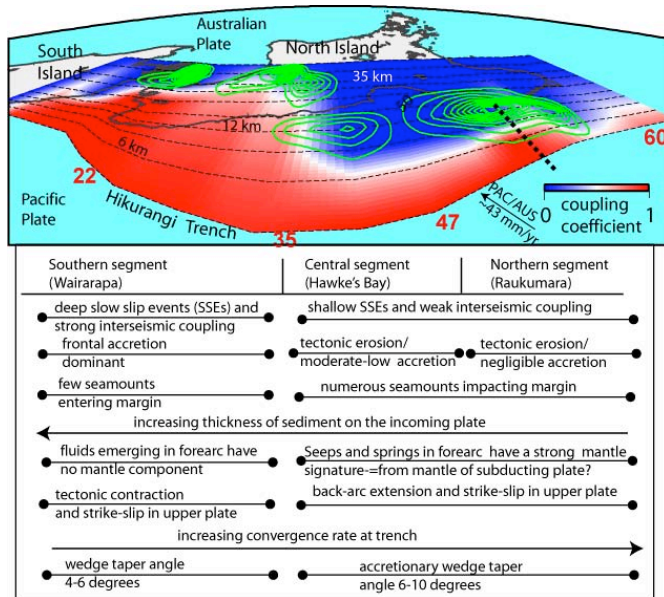 Australian
Plate
South
Island
North Island
35 km
12 km
6 km
60
22
Pacific
Plate
Hikurangi Trench
35
47
PAC/AUS
~43 mm/yr
0 1
coupling
coefficient
Southern segment
(Wairarapa)
Central segment
(Hawke's Bay)
Northern segment
(Raukumara)
deep slow slip events (SSEs) and
strong interseismic coupling
shallow SSEs and weak interseismic coupling
frontal accretion
dominant
tectonic erosion/
moderate-low accretion
tectonic erosion/
negligible accretion
few seamounts
entering margin
numerous seamounts impacting margin
increasing thickness of sediment on the incoming plate
fluids emerging in forearc have
no mantle component
Seeps and springs in forearc have a strong mantle
signature-=from mantle of subducting plate?
tectonic contraction
and strike-slip in upper plate
back-arc extension and strike-slip in upper plate
increasing convergence rate at trench
wedge taper angle
4-6 degrees
accretionary wedge taper
angle 6-10 degrees